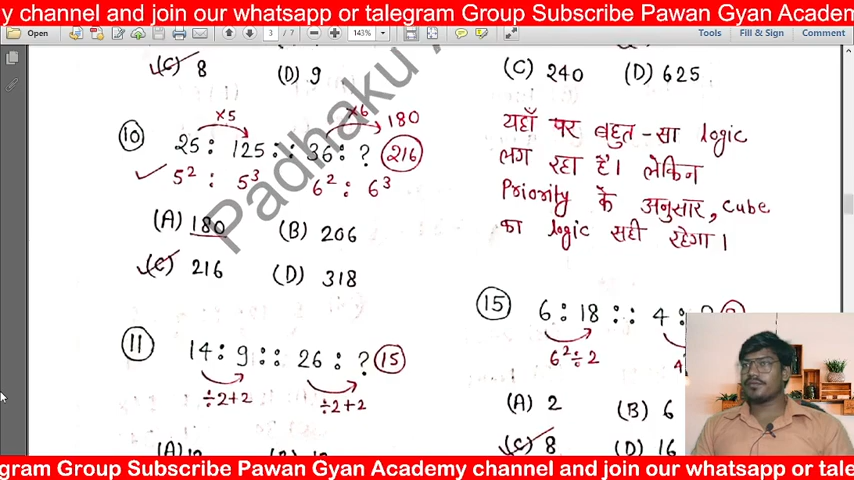 y channel and join our whatsapp or talegram Group Subscribe Pawan Gyan Academ
Open
3 / 7
143%
Tools
Fill & Sign
Comment
(C) 8
(D) 9
(C) 240
(D) 625
Padhaku
×5
×6
180
10
25 : 125 :: 36 : ?
216
5² : 5³
6² : 6³
(A) 180
(B) 206
(C) 216
(D) 318
यहाँ पर बहुत-सा logic
लग रहा है। लेकिन
Priority के अनुसार, Cube
का logic सही रहेगा।
11
14 : 9 :: 26 : ?
15
÷2+2
÷2+2
15
6 : 18 :: 4 :
6²÷2
(A) 2
(B) 6
(C) 8
(D) 16
gram Group Subscribe Pawan Gyan Academy channel and join our whatsapp or tale